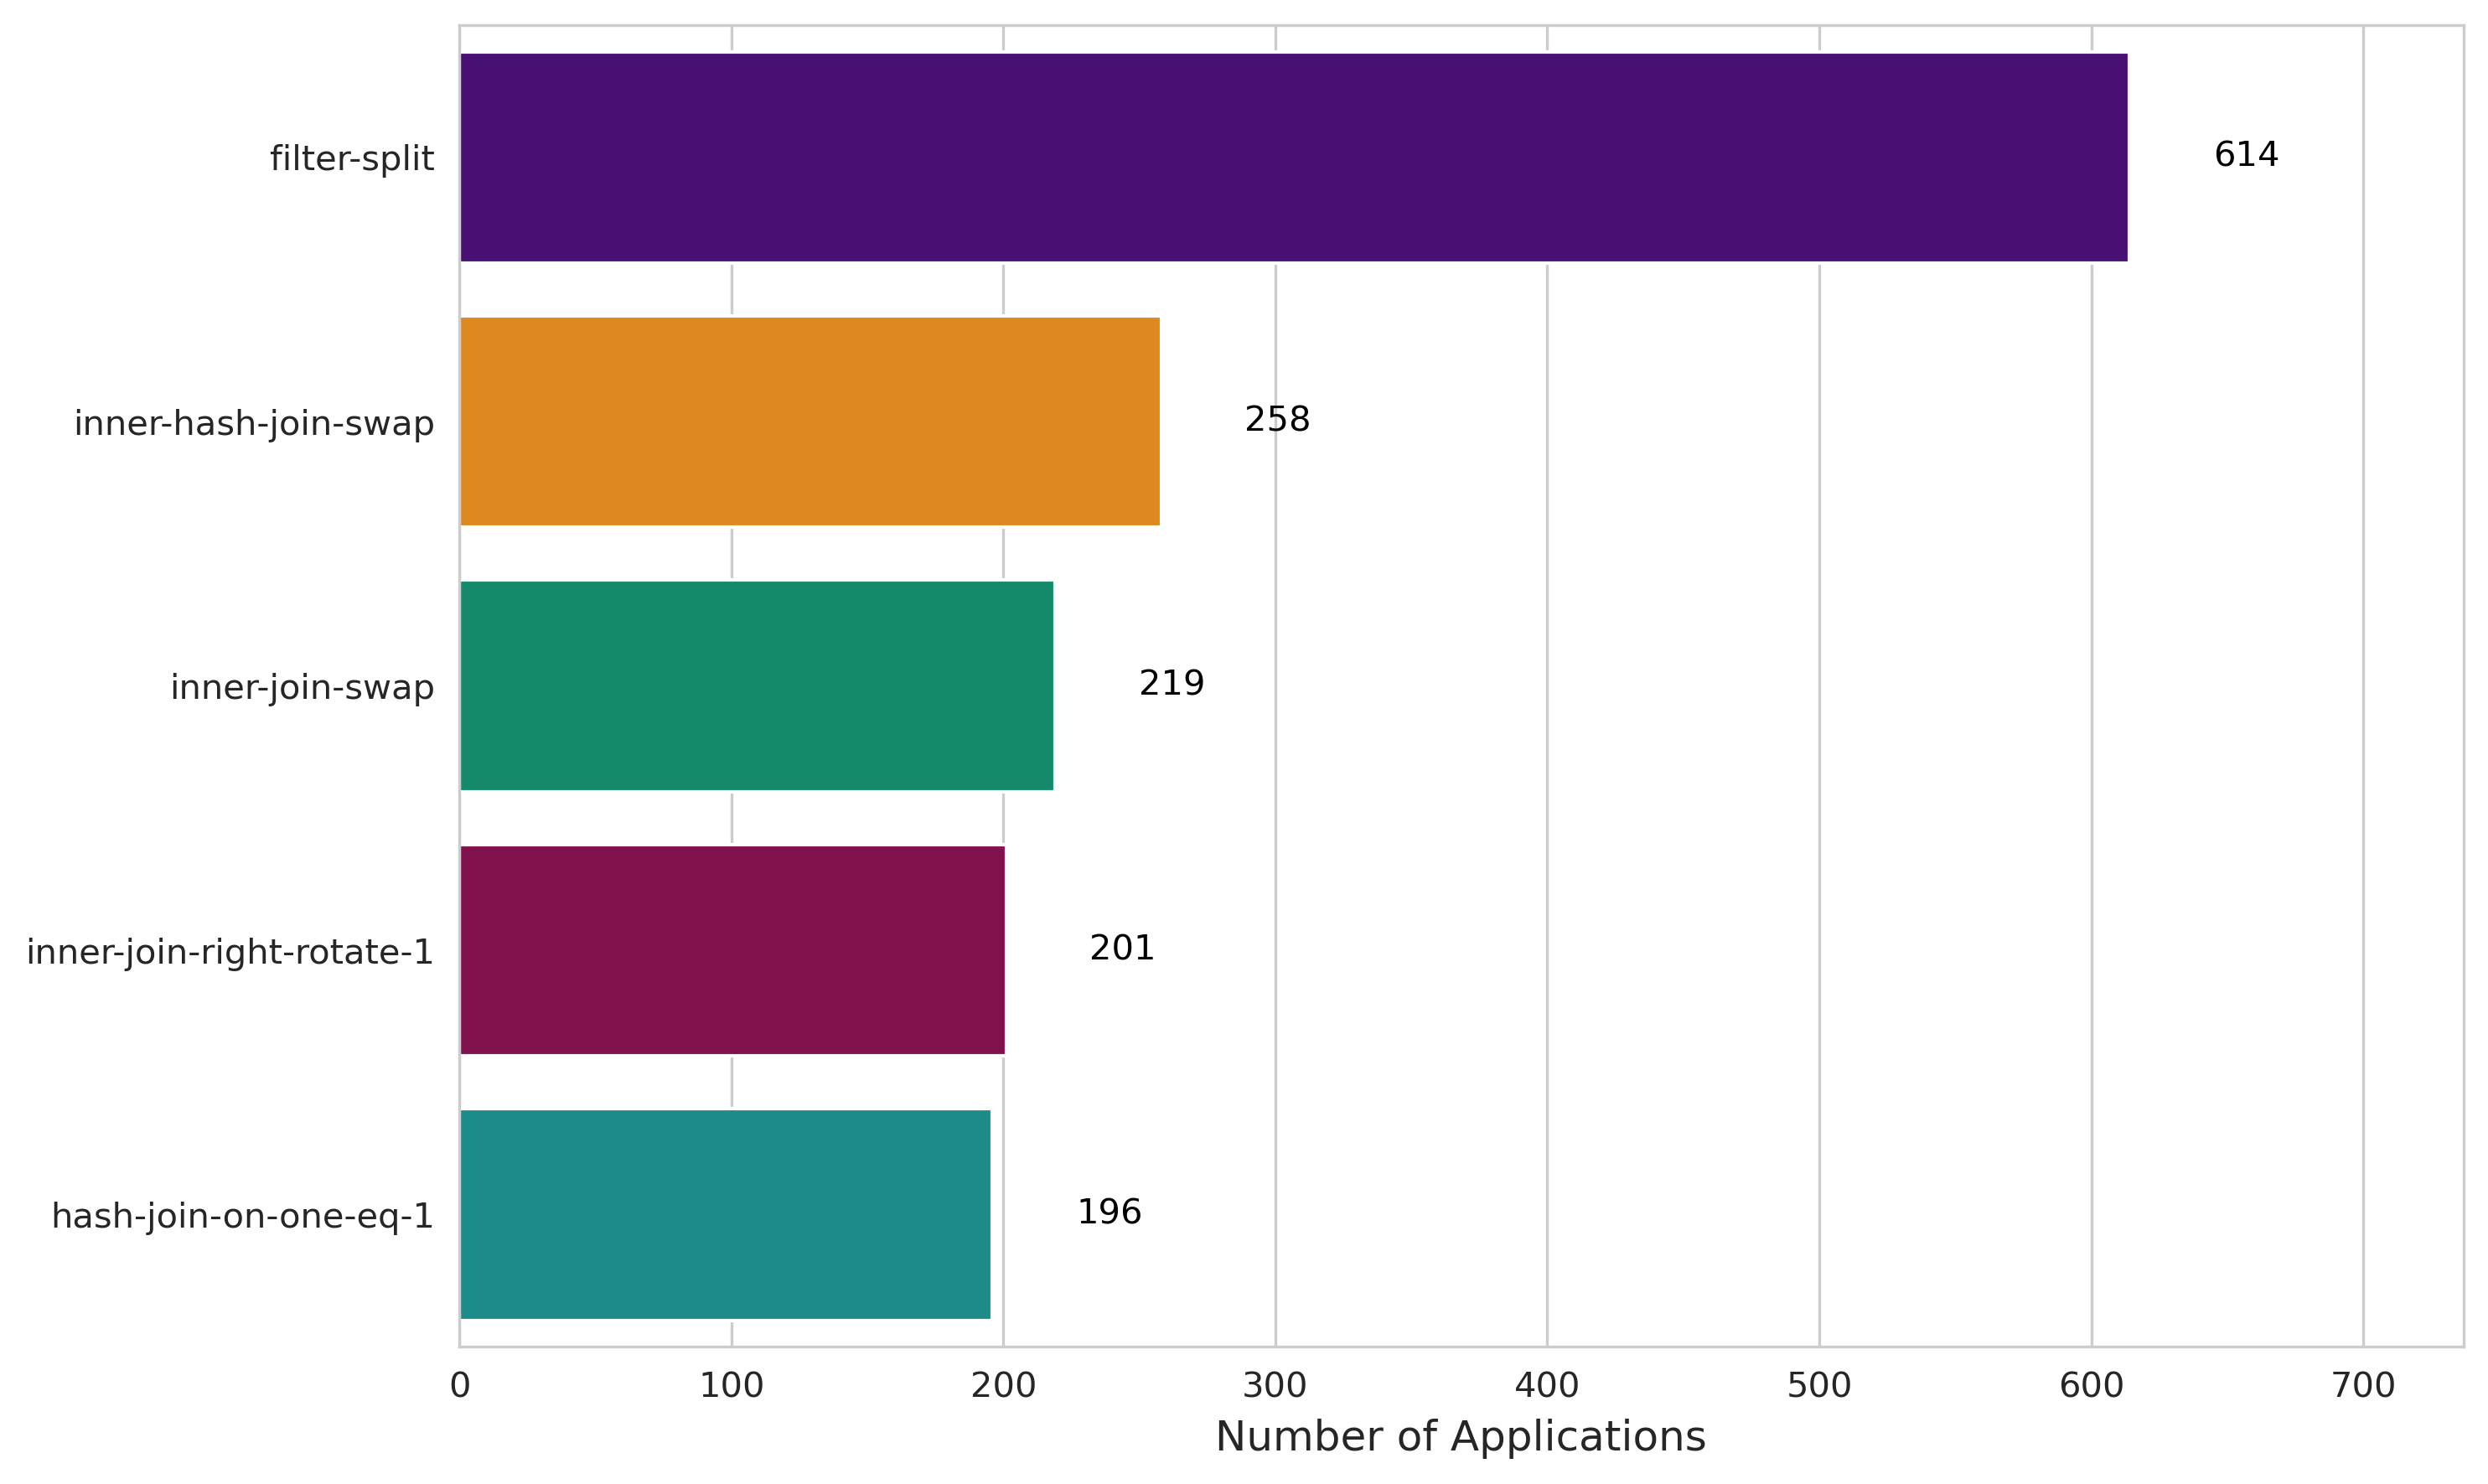 filter-split
614
inner-hash-join-swap
258
inner-join-swap
219
inner-join-right-rotate-1
201
hash-join-on-one-eq-1
196
0 100 200 300 400 500 600 700
Number of Applications